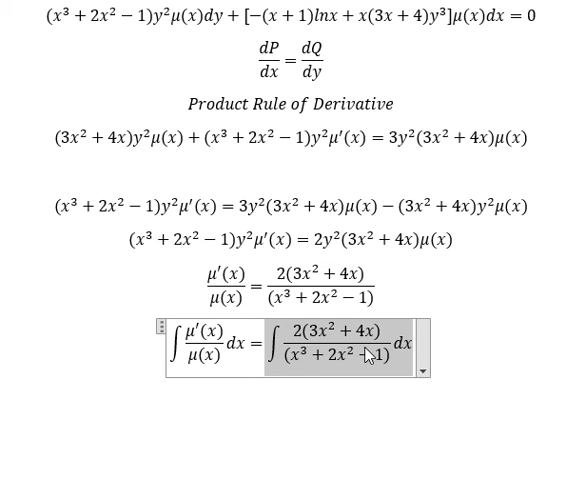 (x³ + 2x² − 1)y²μ(x)dy + [−(x + 1)lnx + x(3x + 4)y³]μ(x)dx = 0
dP/dx = dQ/dy
Product Rule of Derivative
(3x² + 4x)y²μ(x) + (x³ + 2x² − 1)y²μ′(x) = 3y²(3x² + 4x)μ(x)
(x³ + 2x² − 1)y²μ′(x) = 3y²(3x² + 4x)μ(x) − (3x² + 4x)y²μ(x)
(x³ + 2x² − 1)y²μ′(x) = 2y²(3x² + 4x)μ(x)
μ′(x)/μ(x) = 2(3x² + 4x)/(x³ + 2x² − 1)
∫ μ′(x)/μ(x) dx = ∫ 2(3x² + 4x)/(x³ + 2x² − 1) dx